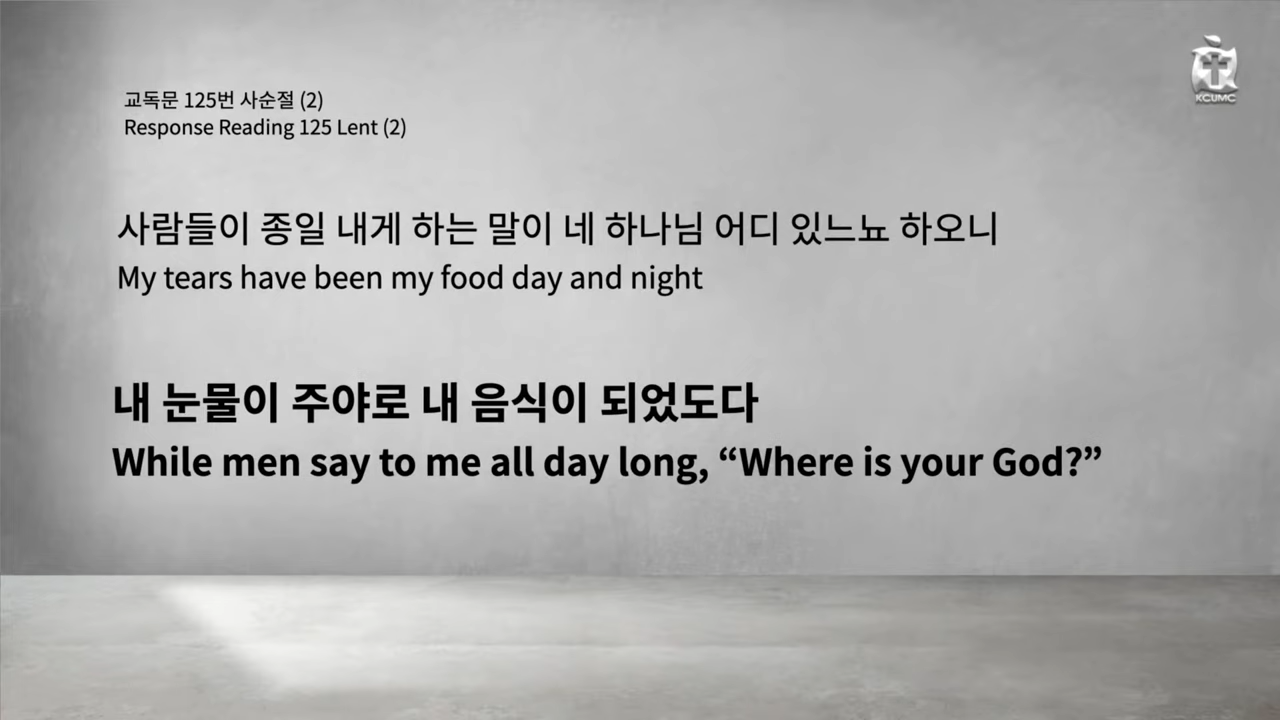 교독문 125번 사순절 (2)
Response Reading 125 Lent (2)
KCUMC
사람들이 종일 내게 하는 말이 네 하나님 어디 있느뇨 하오니
My tears have been my food day and night
내 눈물이 주야로 내 음식이 되었도다
While men say to me all day long, “Where is your God?”